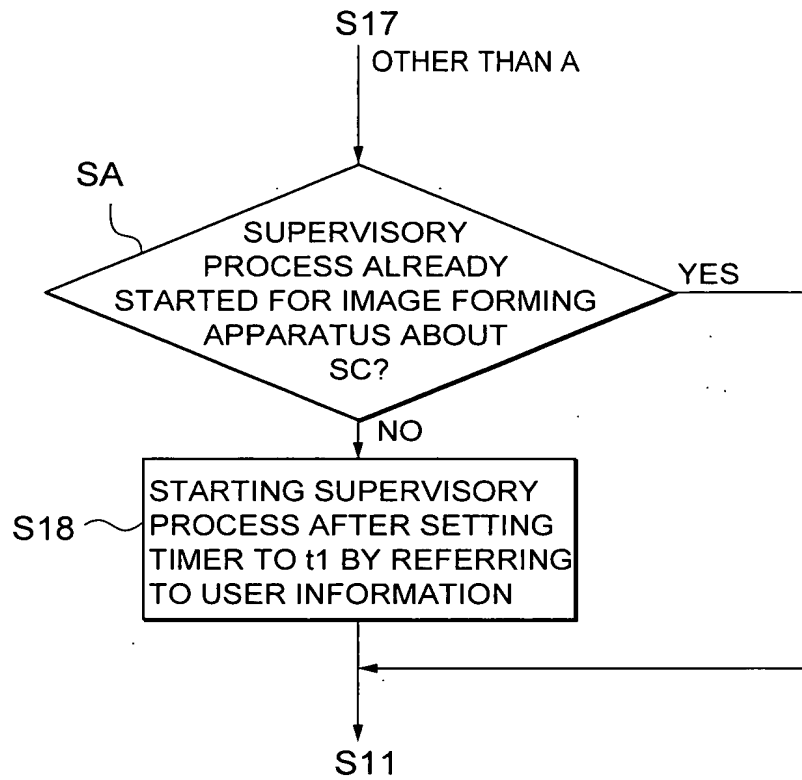 S17
OTHER THAN A
SA
SUPERVISORY
PROCESS ALREADY
STARTED FOR IMAGE FORMING
APPARATUS ABOUT
SC?
YES
NO
S18
STARTING SUPERVISORY
PROCESS AFTER SETTING
TIMER TO t1 BY REFERRING
TO USER INFORMATION
S11